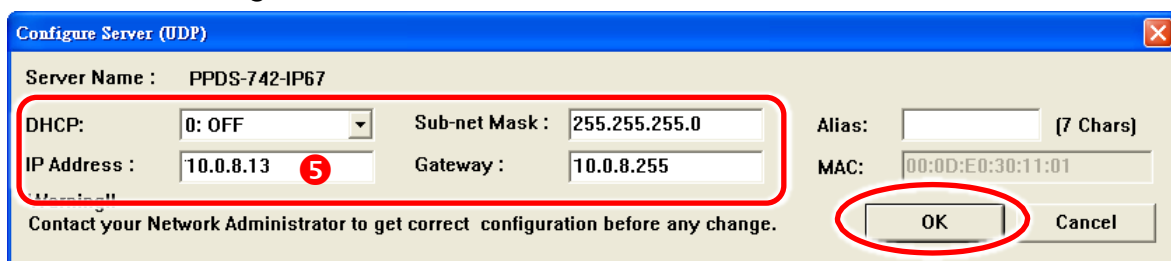 Configure Server (UDP)
Server Name : PPDS-742-IP67
DHCP: 0: OFF Sub-net Mask : 255.255.255.0 Alias: (7 Chars)
IP Address : 10.0.8.13 5 Gateway : 10.0.8.255 MAC: 00:0D:E0:30:11:01
Warning!!
Contact your Network Administrator to get correct configuration before any change. OK Cancel